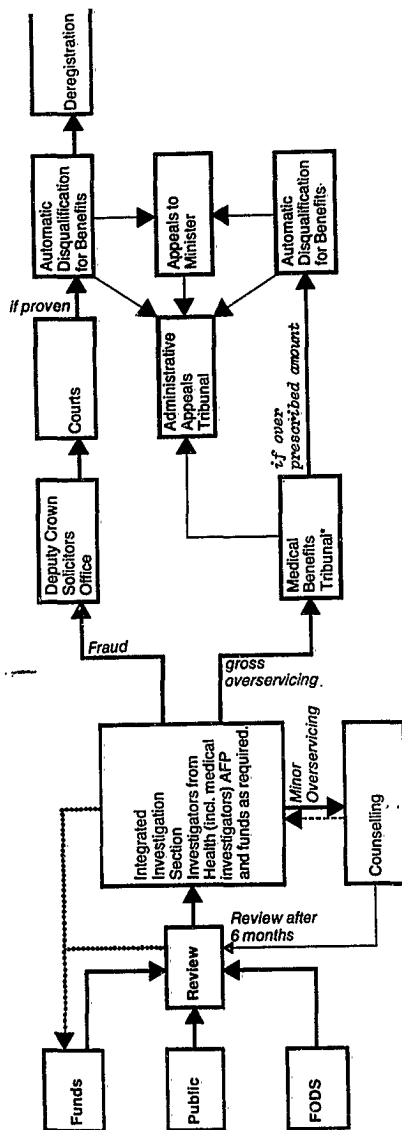 Funds
Public
FODS
Review
Review after
6 months
Integrated
Investigation
Section
Investigators from
Health (incl. medical
investigators) AFP
and funds as required.
Minor
Overservicing
Counselling
Fraud
gross
overservicing
Deputy Crown
Solicitors
Office
Courts
if proven
Automatic
Disqualification
for Benefits
Deregistration
Medical
Benefits
Tribunal*
if over
prescribed amount
Administrative
Appeals
Tribunal
Appeals to
Minister
Automatic
Disqualification
for Benefits